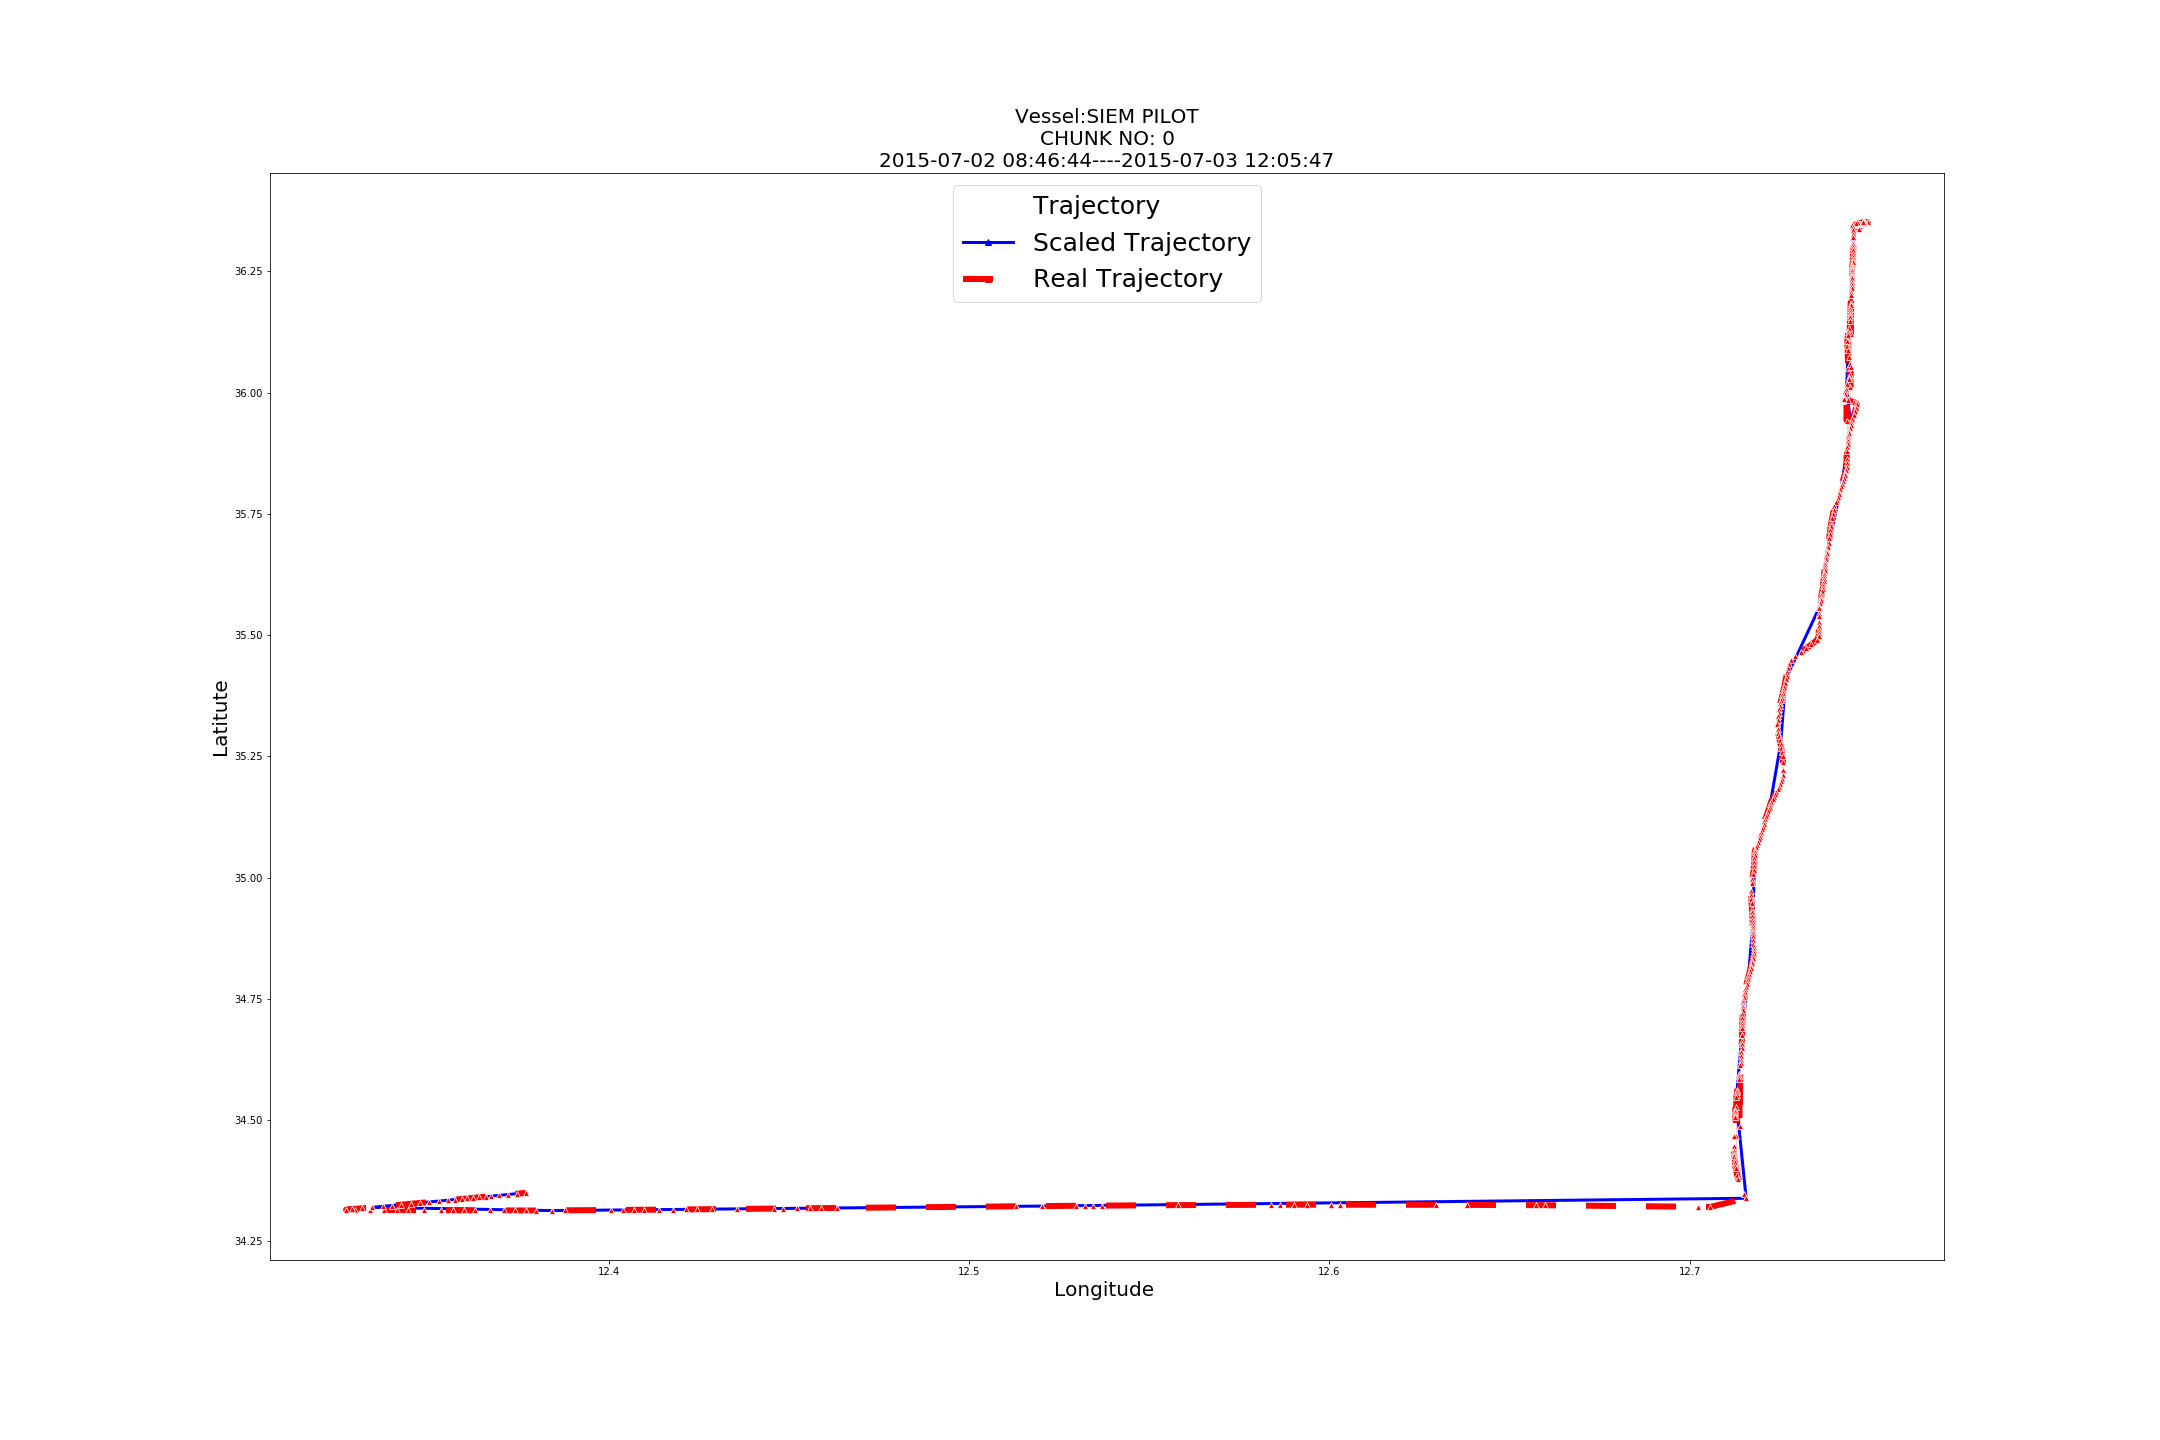 Vessel:SIEM PILOT
CHUNK NO: 0
2015-07-02 08:46:44----2015-07-03 12:05:47
Trajectory
Scaled Trajectory
Real Trajectory
36.25
36.00
35.75
35.50
35.25
35.00
34.75
34.50
34.25
Latitute
12.4 12.5 12.6 12.7
Longitude